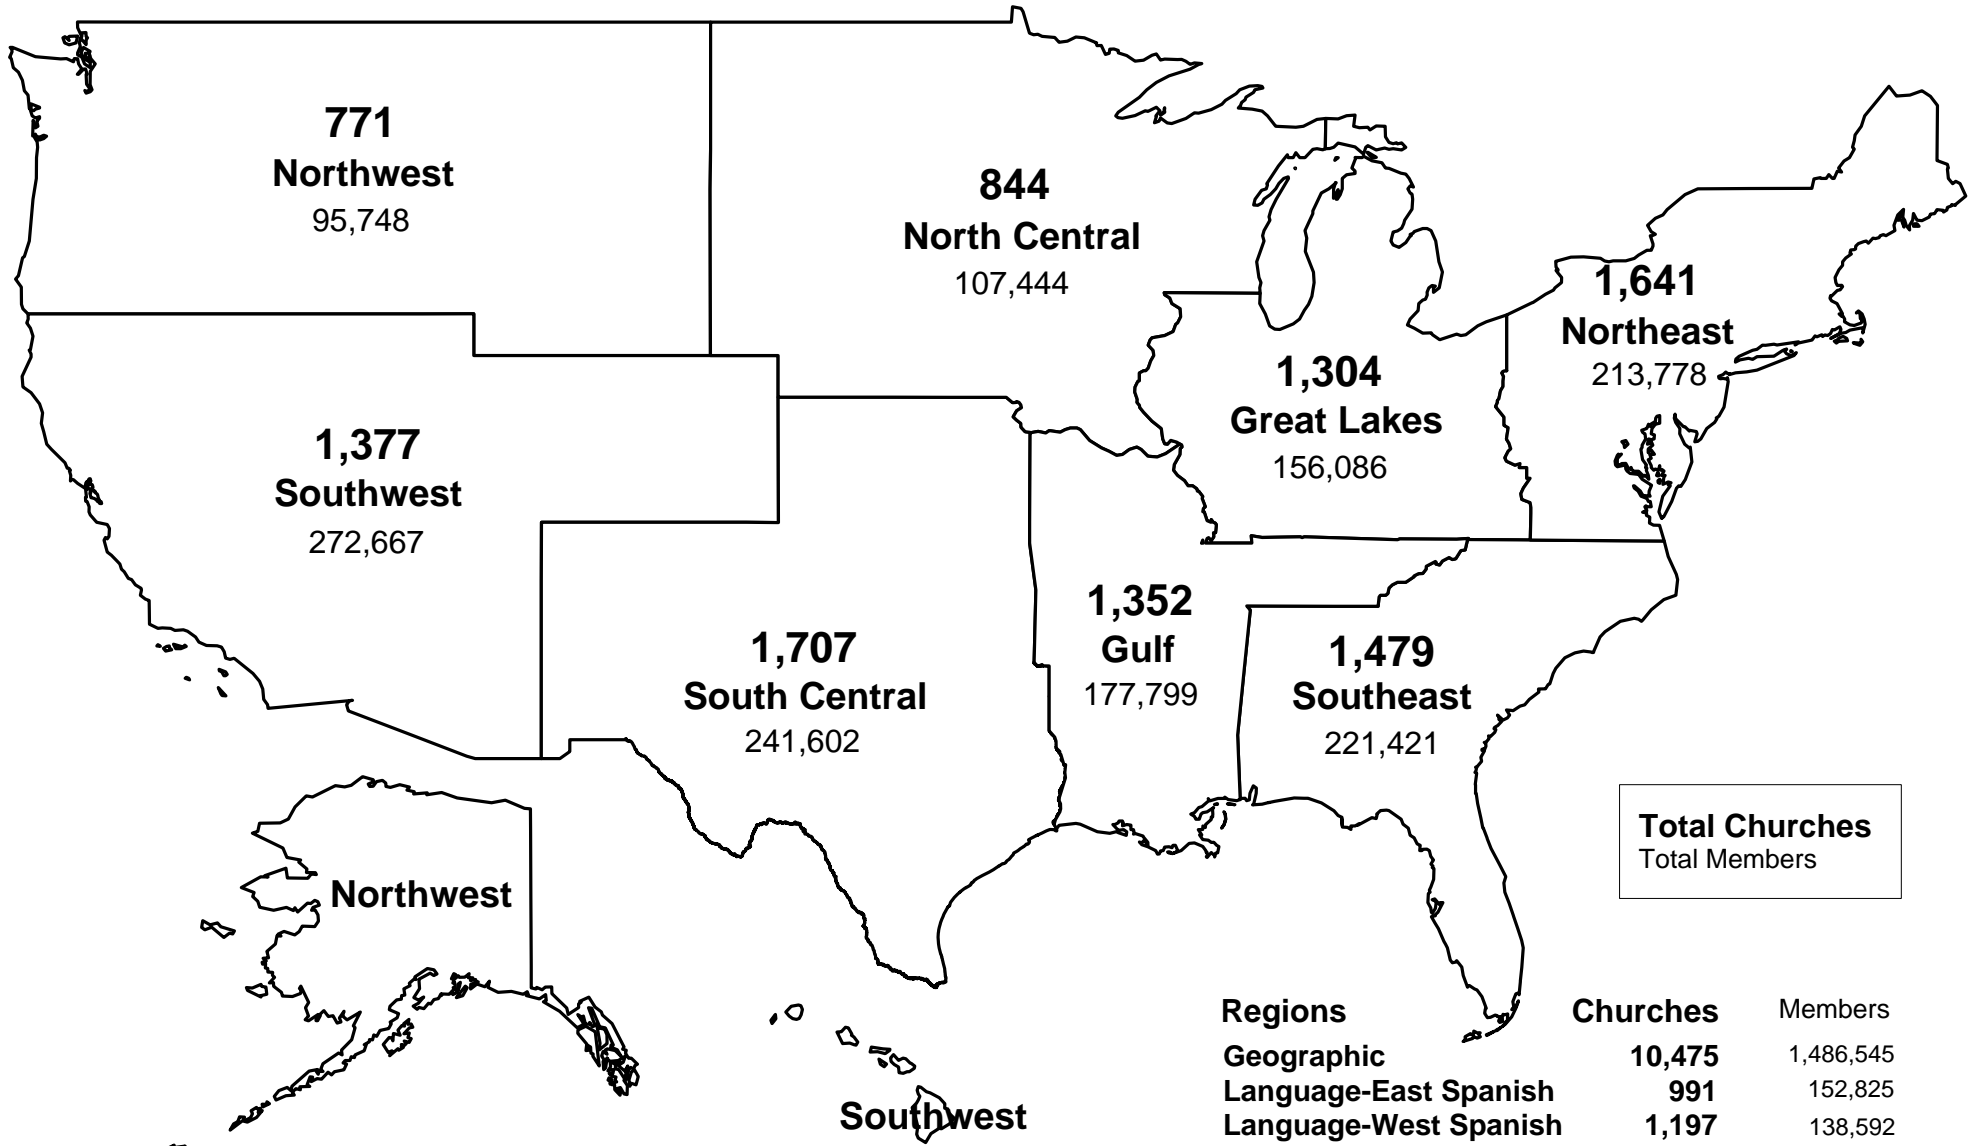 771
Northwest
95,748
844
North Central
107,444
1,641
Northeast
213,778
1,304
Great Lakes
156,086
1,377
Southwest
272,667
1,352
Gulf
177,799
1,707
South Central
241,602
1,479
Southeast
221,421
Total Churches
Total Members
Northwest
Southwest
Regions Churches Members
Geographic 10,475 1,486,545
Language-East Spanish 991 152,825
Language-West Spanish 1,197 138,592